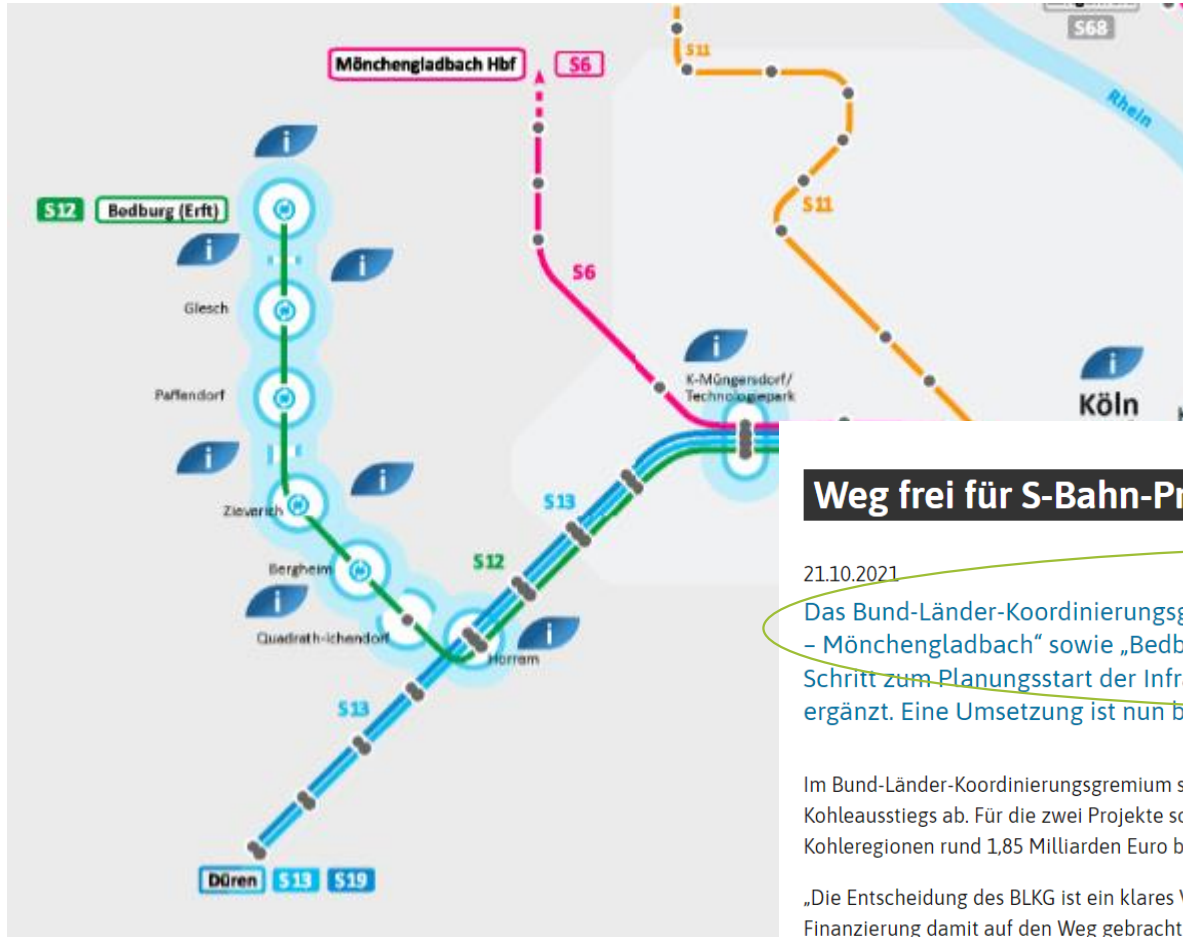 S68
S11
Mönchengladbach Hbf
S6
Rhein
S12
Bedburg (Erft)
S11
S6
Glesch
K-Müngersdorf/
Technologiepark
Paffendorf
Köln
Zieverich
S13
Bergheim
S12
Quadrath-Ichendorf
Horrem
S13
Düren
S13
S19
Weg frei für S-Bahn-Pr
21.10.2021
Das Bund-Länder-Koordinierungsg
– Mönchengladbach“ sowie „Bedb
Schritt zum Planungsstart der Infra
ergänzt. Eine Umsetzung ist nun b
Im Bund-Länder-Koordinierungsgremium s
Kohleausstiegs ab. Für die zwei Projekte so
Kohleregionen rund 1,85 Milliarden Euro b
„Die Entscheidung des BLKG ist ein klares V
Finanzierung damit auf den Weg gebracht